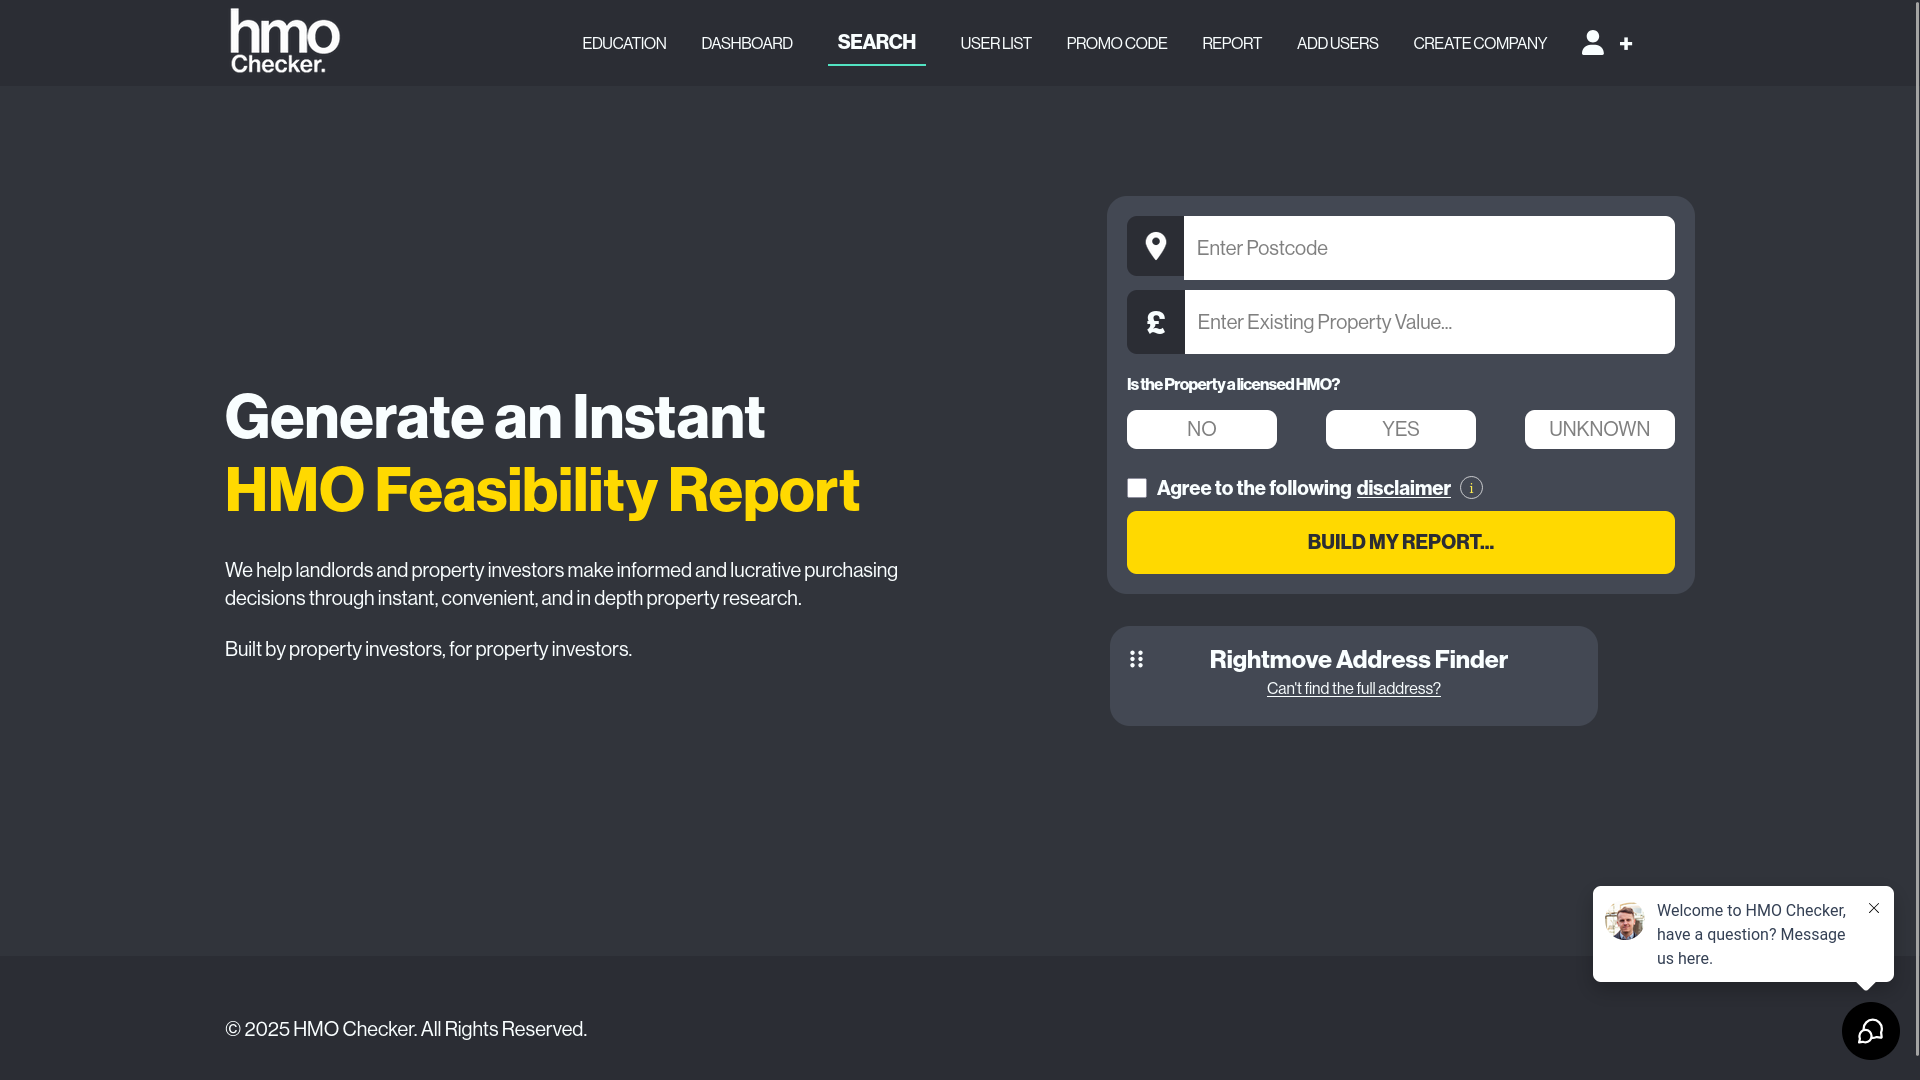 hmo
Checker.
EDUCATION
DASHBOARD
SEARCH
USER LIST
PROMO CODE
REPORT
ADD USERS
CREATE COMPANY
Generate an Instant
HMO Feasibility Report
We help landlords and property investors make informed and lucrative purchasing
decisions through instant, convenient, and in depth property research.
Built by property investors, for property investors.
Enter Postcode
£
Enter Existing Property Value...
Is the Property a licensed HMO?
NO
YES
UNKNOWN
Agree to the following disclaimer
i
BUILD MY REPORT...
Rightmove Address Finder
Can't find the full address?
Welcome to HMO Checker,
have a question? Message
us here.
© 2025 HMO Checker. All Rights Reserved.